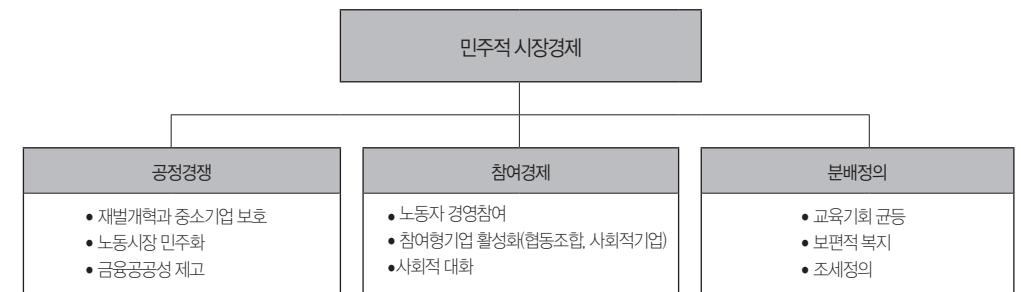 민주적 시장경제
공정경쟁
• 재벌개혁과 중소기업 보호
• 노동시장 민주화
• 금융공공성 제고
참여경제
• 노동자 경영참여
• 참여형기업 활성화(협동조합, 사회적기업)
•사회적 대화
분배정의
• 교육기회 균등
• 보편적 복지
• 조세정의